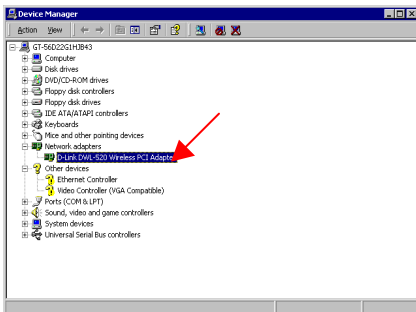 Device Manager
Action View
GT-56D22G1HJB43
Computer
Disk drives
DVD/CD-ROM drives
Floppy disk controllers
Floppy disk drives
IDE ATA/ATAPI controllers
Keyboards
Mice and other pointing devices
Network adapters
D-Link DWL-520 Wireless PCI Adapter
Other devices
Ethernet Controller
Video Controller (VGA Compatible)
Ports (COM & LPT)
Sound, video and game controllers
System devices
Universal Serial Bus controllers